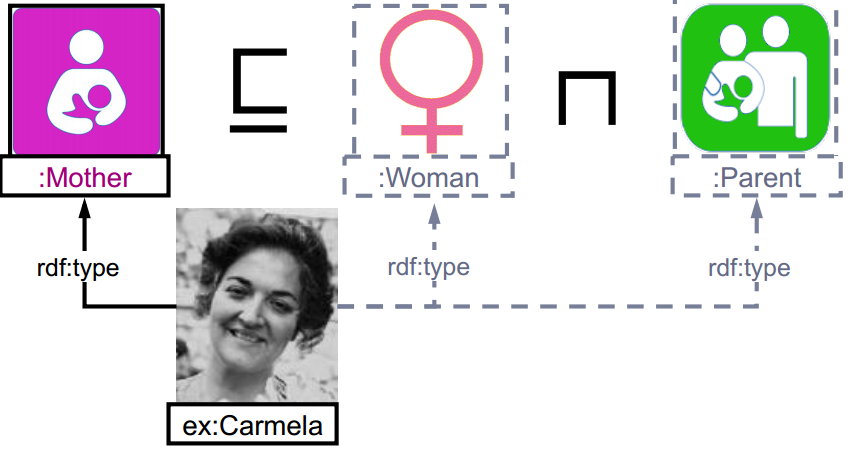 ⊑
⊓
:Mother
:Woman
:Parent
rdf:type
rdf:type
rdf:type
ex:Carmela